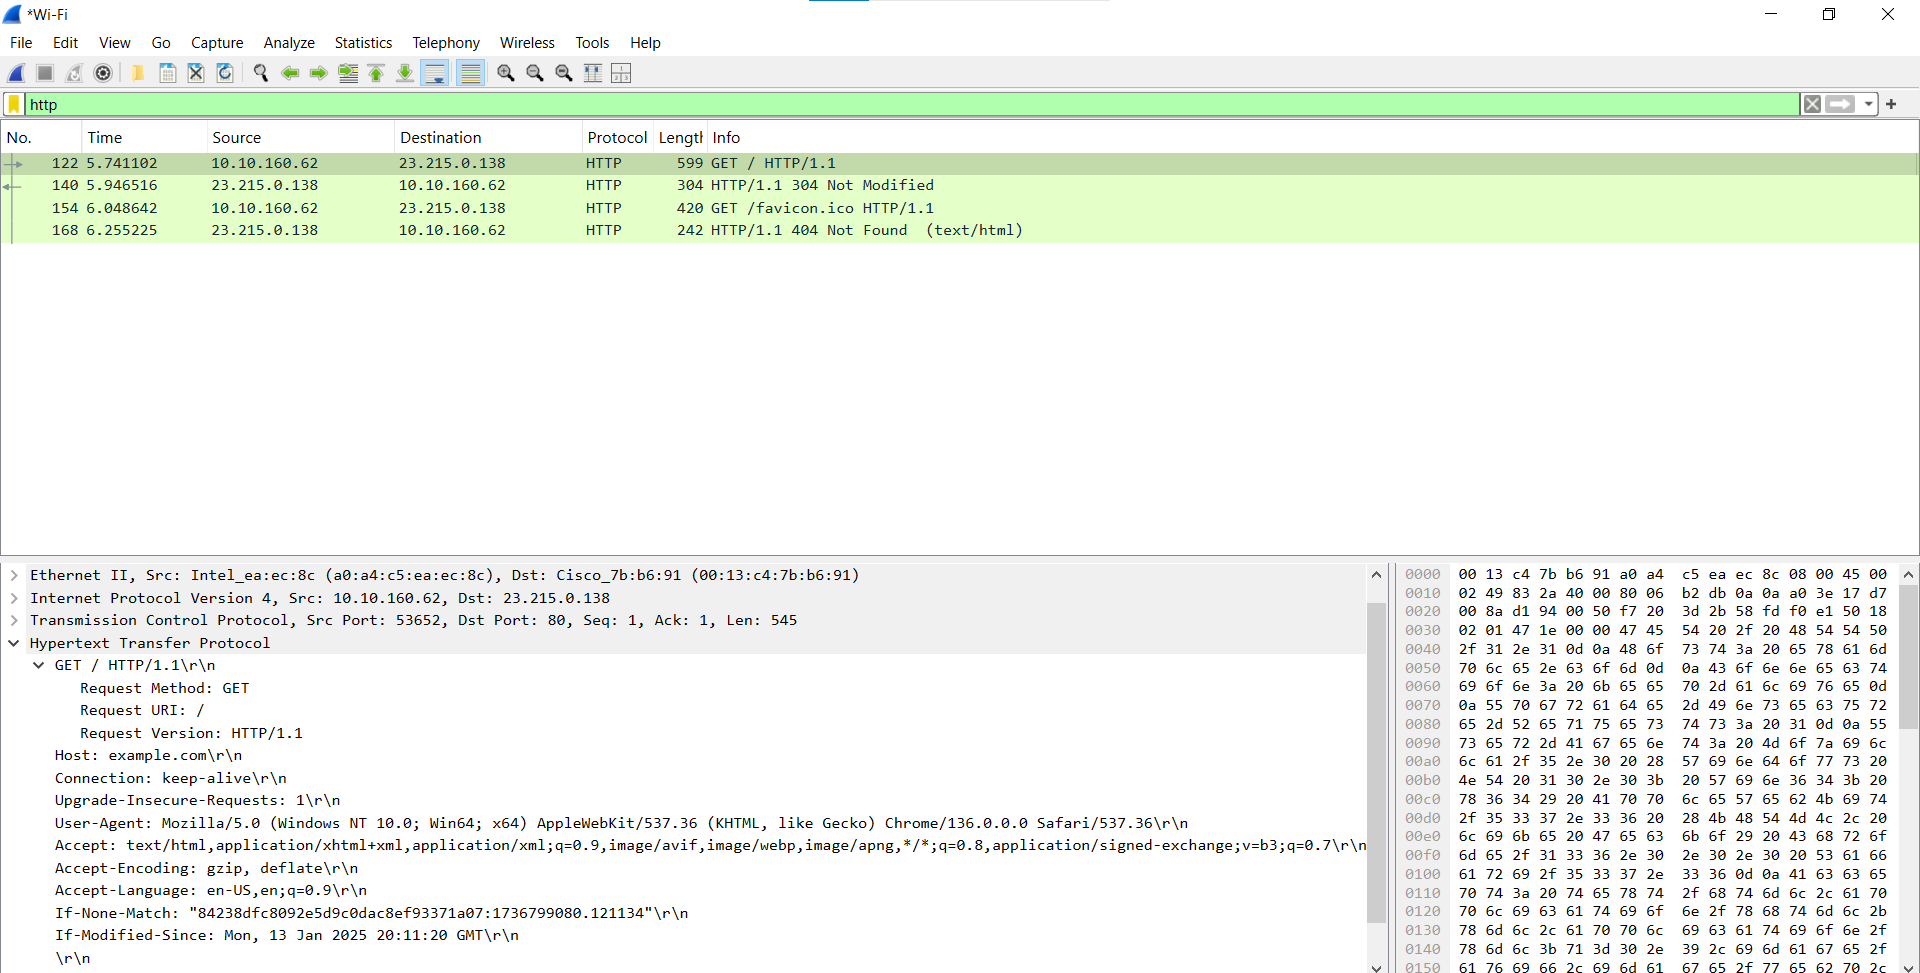 *Wi-Fi
File Edit View Go Capture Analyze Statistics Telephony Wireless Tools Help
http
No. Time Source Destination Protocol Length Info
122 5.741102 10.10.160.62 23.215.0.138 HTTP 599 GET / HTTP/1.1
140 5.946516 23.215.0.138 10.10.160.62 HTTP 304 HTTP/1.1 304 Not Modified
154 6.048642 10.10.160.62 23.215.0.138 HTTP 420 GET /favicon.ico HTTP/1.1
168 6.255225 23.215.0.138 10.10.160.62 HTTP 242 HTTP/1.1 404 Not Found  (text/html)
Ethernet II, Src: Intel_ea:ec:8c (a0:a4:c5:ea:ec:8c), Dst: Cisco_7b:b6:91 (00:13:c4:7b:b6:91)
Internet Protocol Version 4, Src: 10.10.160.62, Dst: 23.215.0.138
Transmission Control Protocol, Src Port: 53652, Dst Port: 80, Seq: 1, Ack: 1, Len: 545
Hypertext Transfer Protocol
GET / HTTP/1.1\r\n
Request Method: GET
Request URI: /
Request Version: HTTP/1.1
Host: example.com\r\n
Connection: keep-alive\r\n
Upgrade-Insecure-Requests: 1\r\n
User-Agent: Mozilla/5.0 (Windows NT 10.0; Win64; x64) AppleWebKit/537.36 (KHTML, like Gecko) Chrome/136.0.0.0 Safari/537.36\r\n
Accept: text/html,application/xhtml+xml,application/xml;q=0.9,image/avif,image/webp,image/apng,*/*;q=0.8,application/signed-exchange;v=b3;q=0.7\r\n
Accept-Encoding: gzip, deflate\r\n
Accept-Language: en-US,en;q=0.9\r\n
If-None-Match: "84238dfc8092e5d9c0dac8ef93371a07:1736799080.121134"\r\n
If-Modified-Since: Mon, 13 Jan 2025 20:11:20 GMT\r\n
\r\n
0000 00 13 c4 7b b6 91 a0 a4 c5 ea ec 8c 08 00 45 00
0010 02 49 83 2a 40 00 80 06 b2 db 0a 0a a0 3e 17 d7
0020 00 8a d1 94 00 50 f7 20 3d 2b 58 fd f0 e1 50 18
0030 02 01 47 1e 00 00 47 45 54 20 2f 20 48 54 54 50
0040 2f 31 2e 31 0d 0a 48 6f 73 74 3a 20 65 78 61 6d
0050 70 6c 65 2e 63 6f 6d 0d 0a 43 6f 6e 6e 65 63 74
0060 69 6f 6e 3a 20 6b 65 65 70 2d 61 6c 69 76 65 0d
0070 0a 55 70 67 72 61 64 65 2d 49 6e 73 65 63 75 72
0080 65 2d 52 65 71 75 65 73 74 73 3a 20 31 0d 0a 55
0090 73 65 72 2d 41 67 65 6e 74 3a 20 4d 6f 7a 69 6c
00a0 6c 61 2f 35 2e 30 20 28 57 69 6e 64 6f 77 73 20
00b0 4e 54 20 31 30 2e 30 3b 20 57 69 6e 36 34 3b 20
00c0 78 36 34 29 20 41 70 70 6c 65 57 65 62 4b 69 74
00d0 2f 35 33 37 2e 33 36 20 28 4b 48 54 4d 4c 2c 20
00e0 6c 69 6b 65 20 47 65 63 6b 6f 29 20 43 68 72 6f
00f0 6d 65 2f 31 33 36 2e 30 2e 30 2e 30 20 53 61 66
0100 61 72 69 2f 35 33 37 2e 33 36 0d 0a 41 63 63 65
0110 70 74 3a 20 74 65 78 74 2f 68 74 6d 6c 2c 61 70
0120 70 6c 69 63 61 74 69 6f 6e 2f 78 68 74 6d 6c 2b
0130 78 6d 6c 2c 61 70 70 6c 69 63 61 74 69 6f 6e 2f
0140 78 6d 6c 3b 71 3d 30 2e 39 2c 69 6d 61 67 65 2f
0150 61 76 69 66 2c 69 6d 61 67 65 2f 77 65 62 70 2c